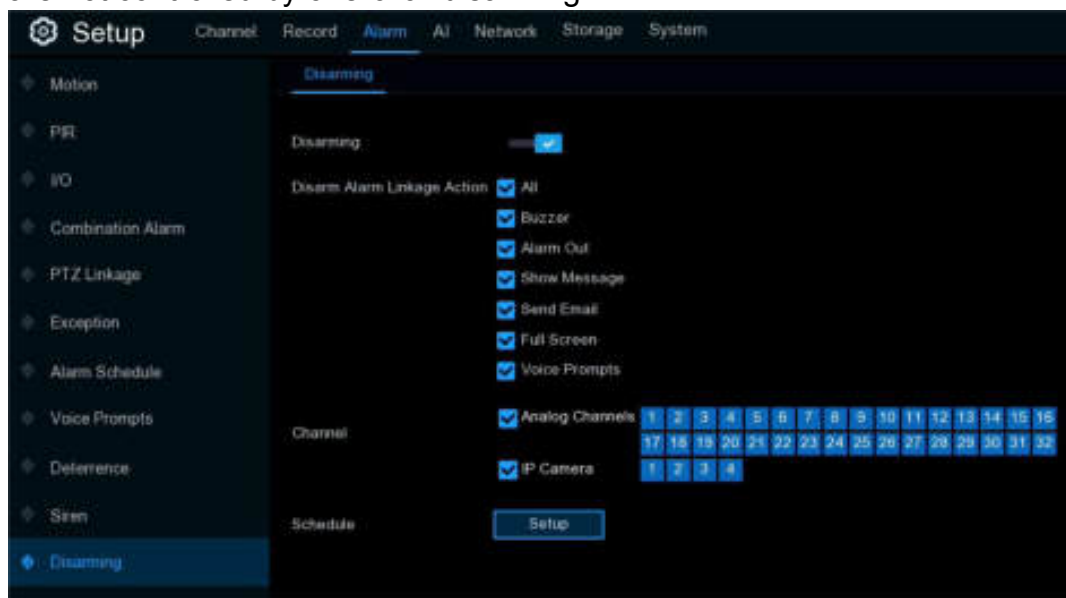 Setup Channel Record Alarm AI Network Storage System
Motion
Disarming
PIR
Disarming
I/O
Disarm Alarm Linkage Action All
Buzzer
Combination Alarm
Alarm Out
PTZ Linkage
Show Message
Send Email
Exception
Full Screen
Alarm Schedule
Voice Prompts
Voice Prompts
Analog Channels 1 2 3 4 5 6 7 8 9 10 11 12 13 14 15 16
Channel
17 18 19 20 21 22 23 24 25 26 27 28 29 30 31 32
Deterrence
IP Camera 1 2 3 4
Siren
Schedule Setup
Disarming